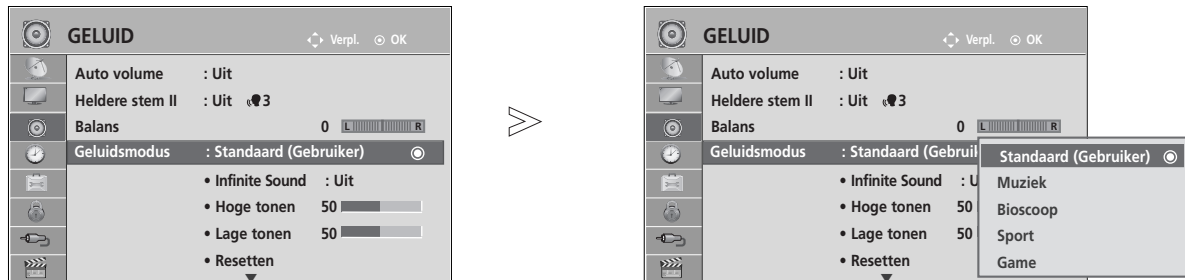 GELUID Verpl. OK
Auto volume : Uit
Heldere stem II : Uit 3
Balans 0 L R
Geluidsmodus : Standaard (Gebruiker)
• Infinite Sound : Uit
• Hoge tonen 50
• Lage tonen 50
• Resetten
>
GELUID Verpl. OK
Auto volume : Uit
Heldere stem II : Uit 3
Balans 0 L R
Geluidsmodus : Standaard (Gebruik
• Infinite Sound : U
• Hoge tonen 50
• Lage tonen 50
• Resetten
Standaard (Gebruiker)
Muziek
Bioscoop
Sport
Game